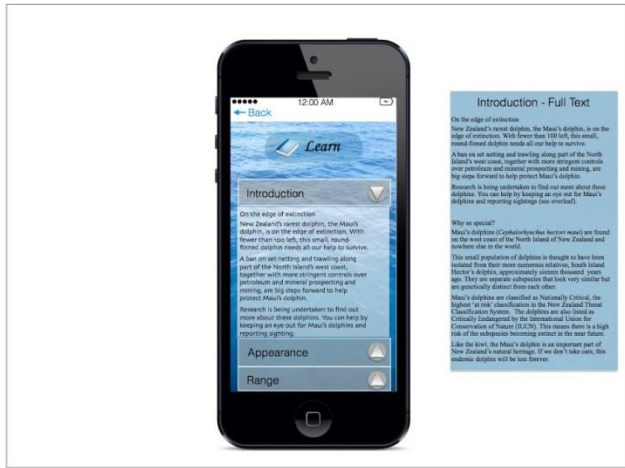 12:00 AM
Back
Learn
Introduction
On the edge of extinction
New Zealand's rarest dolphin, the Maui's
dolphin, is on the edge of extinction. With
fewer than 100 left, this small, round-
finned dolphin needs all our help to survive.
A ban on set netting and trawling along
part of the North Island's west coast,
together with more stringent controls over
petroleum and mineral prospecting and
mining, are big steps forward to help
protect Maui's dolphin.
Research is being undertaken to find out
more about these dolphins. You can help by
keeping an eye out for Maui's dolphins and
reporting sighting.
Appearance
Range
Introduction - Full Text
On the edge of extinction
New Zealand's rarest dolphin, the Maui's dolphin, is on the
edge of extinction. With fewer than 100 left, this small,
round-finned dolphin needs all our help to survive.
A ban on set netting and trawling along part of the North
Island's west coast, together with more stringent controls
over petroleum and mineral prospecting and mining, are
big steps forward to help protect Maui's dolphin.
Research is being undertaken to find out more about these
dolphins. You can help by keeping an eye out for Maui's
dolphins and reporting sightings (see overleaf).
Why so special?
Maui's dolphins (Cephalorhynchus hectori maui) are found
on the west coast of the North Island of New Zealand and
nowhere else in the world.
This small population of dolphins is thought to have been
isolated from their more numerous relatives, South Island
Hector's dolphin, approximately sixteen thousand years
ago. They are separate subspecies that look very similar but
are genetically distinct from each other.
Maui's dolphins are classified as Nationally Critical, the
highest 'at risk' classification in the New Zealand Threat
Classification System. The dolphins are also listed as
Critically Endangered by the International Union for
Conservation of Nature (IUCN). This means there is a high
risk of the subspecies becoming extinct in the near future.
Like the kiwi, the Maui's dolphin is an important part of
New Zealand's natural heritage. If we don't take care, this
endemic dolphin will be lost forever.